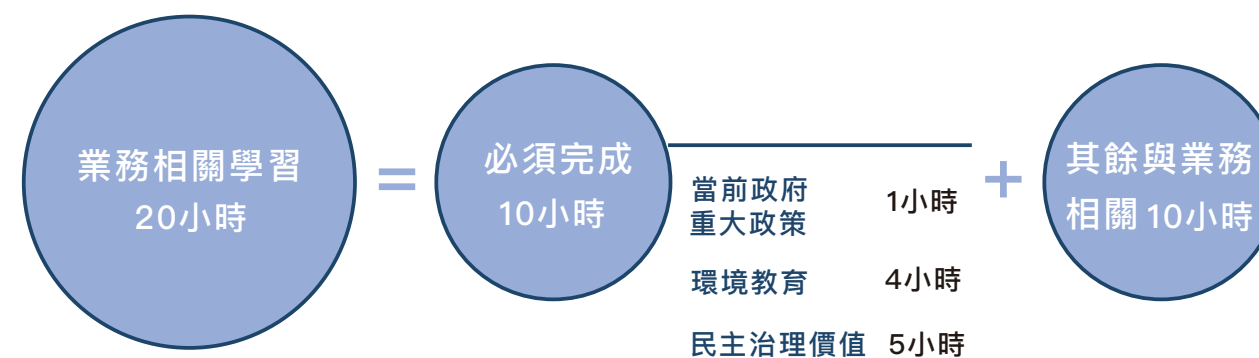 業務相關學習
20小時
=
必須完成
10小時
當前政府
重大政策
1小時
環境教育
4小時
民主治理價值
5小時
+
其餘與業務
相關10小時